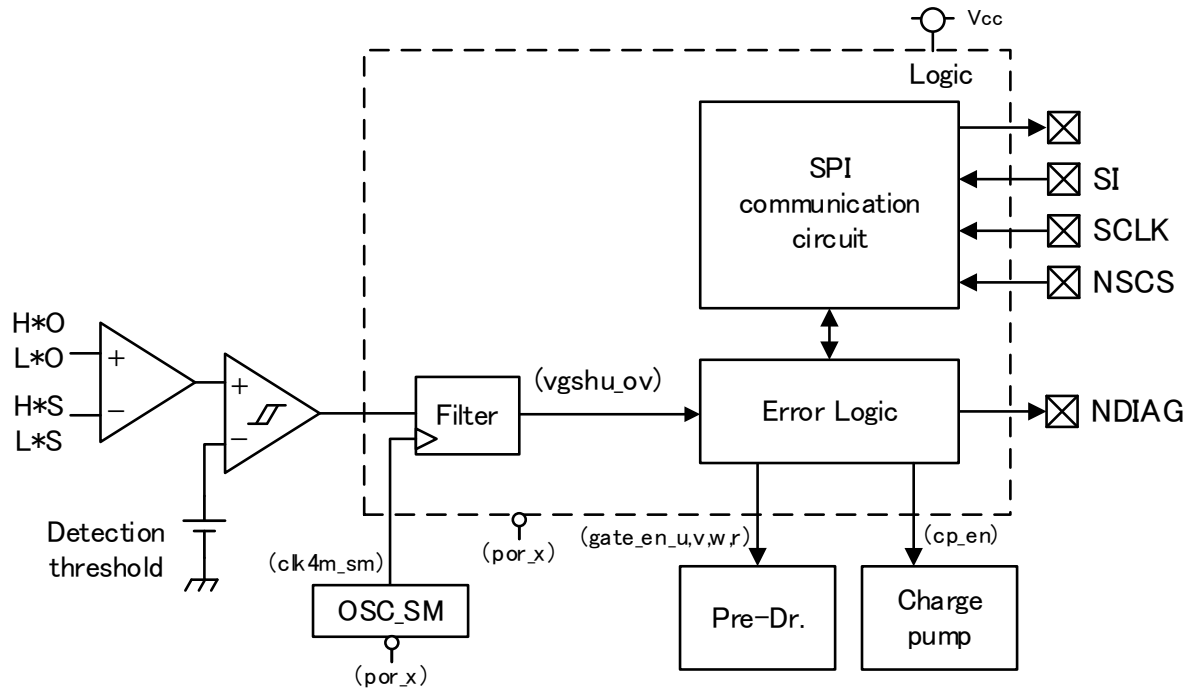 Vcc
Logic
SPI
communication
circuit
SI
SCLK
NSCS
H*O
L*O
H*S
L*S
+
−
+
−
Filter
(vgshu_ov)
Error Logic
NDIAG
Detection
threshold
(clk4m_sm)
(por_x)
(gate_en_u,v,w,r)
(cp_en)
OSC_SM
(por_x)
Pre-Dr.
Charge
pump